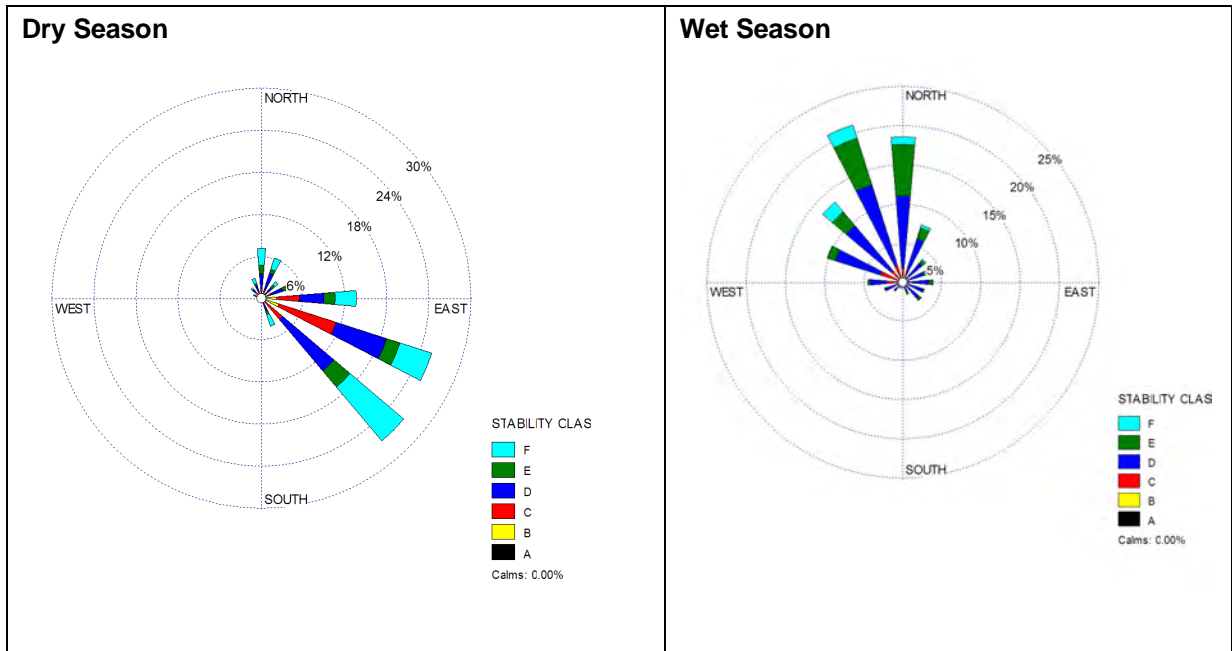 Dry Season
NORTH
30%
24%
18%
12%
6%
WEST
EAST
SOUTH
STABILITY CLAS
F
E
D
C
B
A
Calms: 0.00%
Wet Season
NORTH
25%
20%
15%
10%
5%
WEST
EAST
SOUTH
STABILITY CLAS
F
E
D
C
B
A
Calms: 0.00%